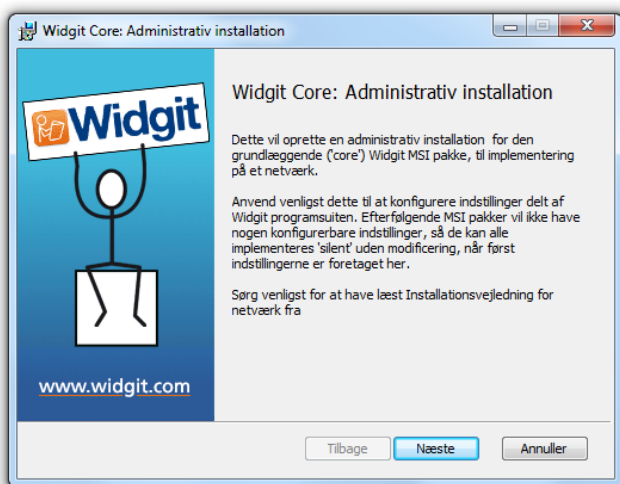 Widgit Core: Administrativ installation
Widgit
Widgit Core: Administrativ installation
Dette vil oprette en administrativ installation for den
grundlæggende ('core') Widgit MSI pakke, til implementering
på et netværk.
Anvend venligst dette til at konfigurere indstillinger delt af
Widgit programsuiten. Efterfølgende MSI pakker vil ikke have
nogen konfigurerbare indstillinger, så de kan alle
implementeres 'silent' uden modificering, når først
indstillingerne er foretaget her.
Sørg venligst for at have læst Installationsvejledning for
netværk fra
www.widgit.com
Tilbage
Næste
Annuller